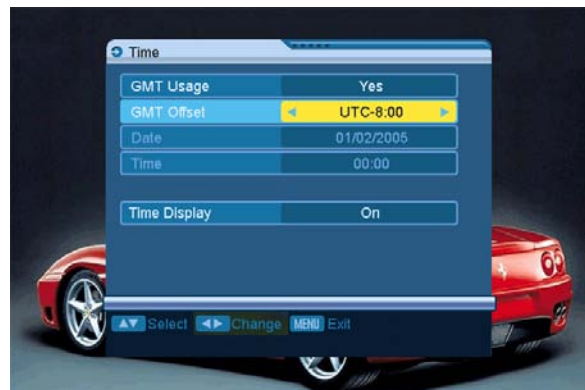 Time
GMT Usage Yes
GMT Offset UTC-8:00
Date 01/02/2005
Time 00:00
Time Display On
Select Change MENU Exit